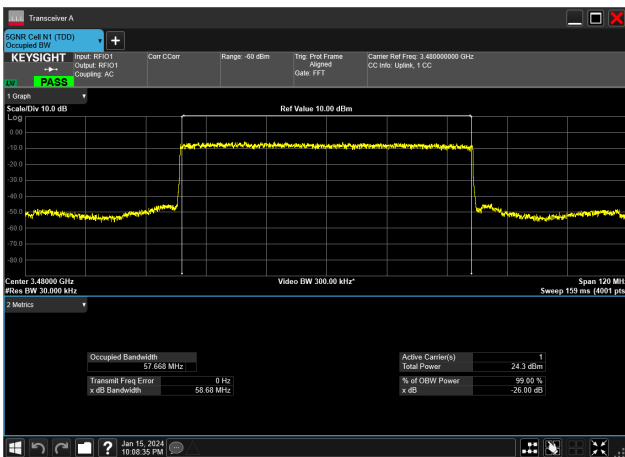 Transceiver A
5GNR Cell N1 (TDD)
Occupied BW
KEYSIGHT
LV
PASS
Input: RFIO1
Output: RFIO1
Coupling: AC
Corr CCorr
Range: -60 dBm
Trig: Prot Frame
Aligned
Gate: FFT
Carrier Ref Freq: 3.480000000 GHz
CC Info: Uplink, 1 CC
1 Graph
Scale/Div 10.0 dB
Ref Value 10.00 dBm
Log
0.00
-10.0
-20.0
-30.0
-40.0
-50.0
-60.0
-70.0
-80.0
Center 3.48000 GHz
Video BW 300.00 kHz*
Span 120 MH
#Res BW 30.000 kHz
Sweep 159 ms (4001 pts
2 Metrics
Occupied Bandwidth
57.668 MHz
Transmit Freq Error 0 Hz
x dB Bandwidth 58.68 MHz
Active Carrier(s) 1
Total Power 24.3 dBm
% of OBW Power 99.00 %
x dB -26.00 dB
Jan 15, 2024
10:08:35 PM